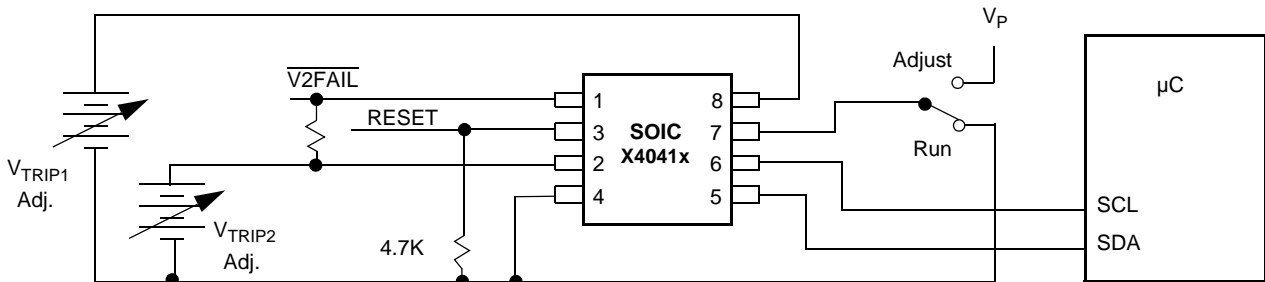 V2FAIL
RESET
V_TRIP1
Adj.
V_TRIP2
Adj.
4.7K
1
3
2
4
SOIC
X4041x
8
7
6
5
V_P
Adjust
Run
µC
SCL
SDA